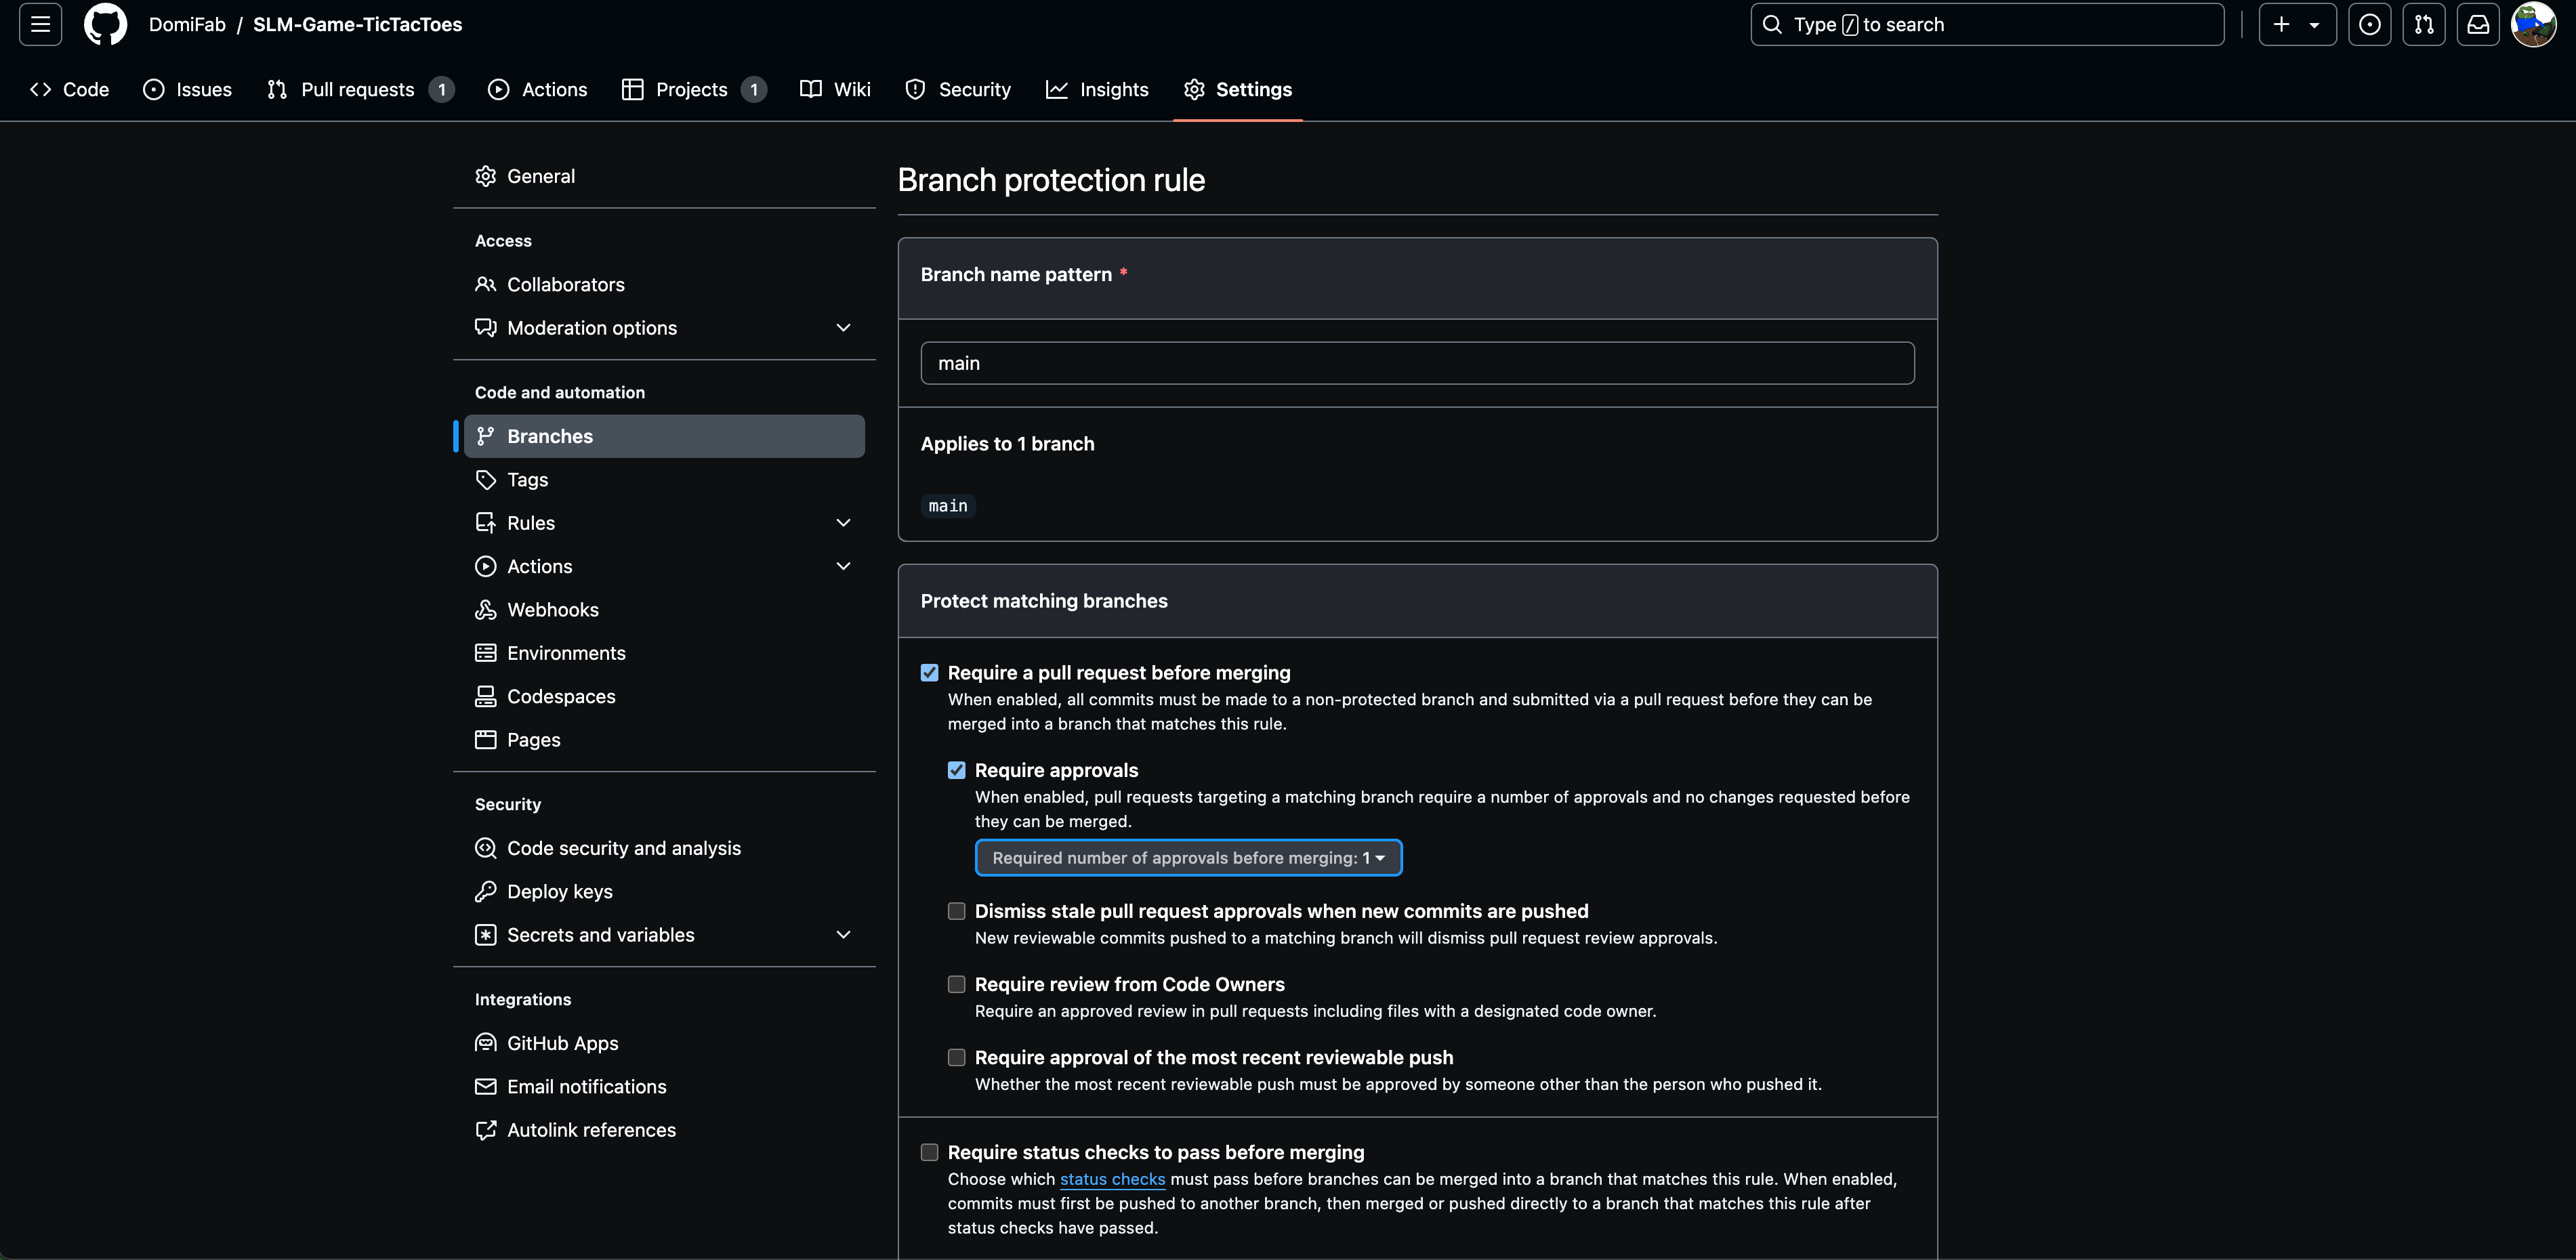 DomiFab / SLM-Game-TicTacToes
Type / to search
Code
Issues
Pull requests 1
Actions
Projects 1
Wiki
Security
Insights
Settings
General
Access
Collaborators
Moderation options
Code and automation
Branches
Tags
Rules
Actions
Webhooks
Environments
Codespaces
Pages
Security
Code security and analysis
Deploy keys
Secrets and variables
Integrations
GitHub Apps
Email notifications
Autolink references
Branch protection rule
Branch name pattern *
main
Applies to 1 branch
main
Protect matching branches
Require a pull request before merging
When enabled, all commits must be made to a non-protected branch and submitted via a pull request before they can be
merged into a branch that matches this rule.
Require approvals
When enabled, pull requests targeting a matching branch require a number of approvals and no changes requested before
they can be merged.
Required number of approvals before merging: 1
Dismiss stale pull request approvals when new commits are pushed
New reviewable commits pushed to a matching branch will dismiss pull request review approvals.
Require review from Code Owners
Require an approved review in pull requests including files with a designated code owner.
Require approval of the most recent reviewable push
Whether the most recent reviewable push must be approved by someone other than the person who pushed it.
Require status checks to pass before merging
Choose which status checks must pass before branches can be merged into a branch that matches this rule. When enabled,
commits must first be pushed to another branch, then merged or pushed directly to a branch that matches this rule after
status checks have passed.